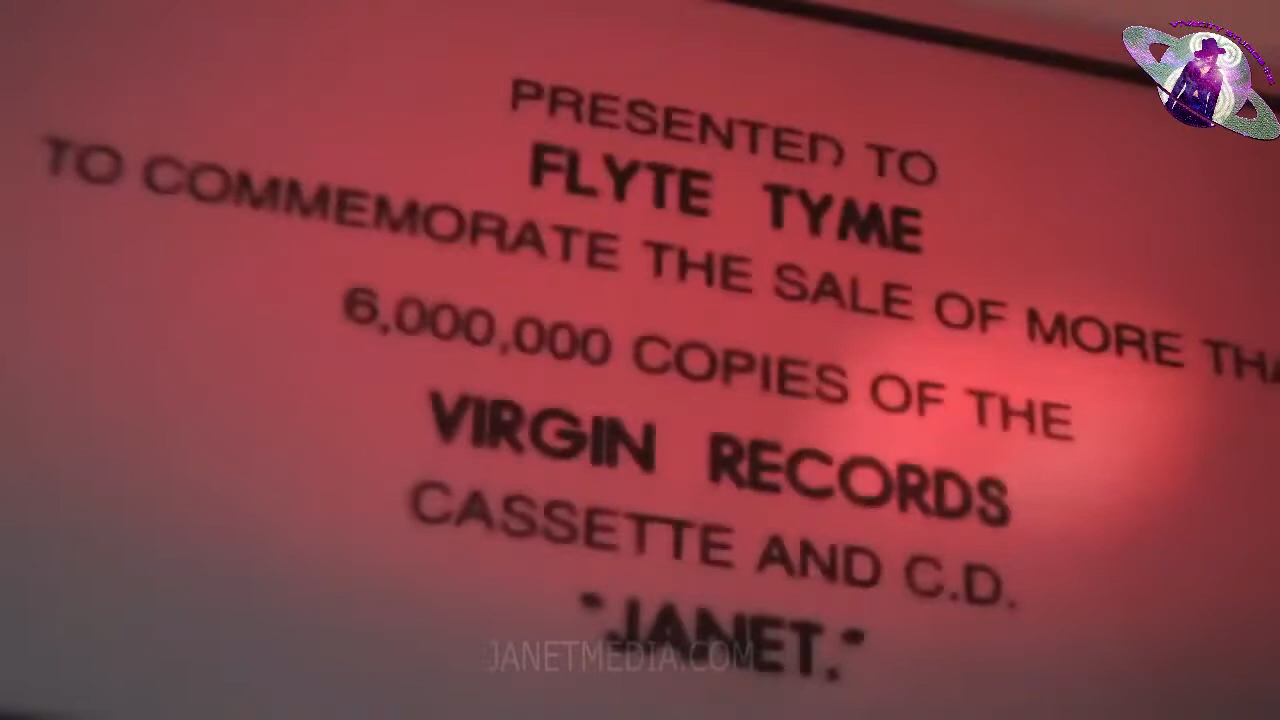 PRESENTED TO
FLYTE TYME
TO COMMEMORATE THE SALE OF MORE THA
6,000,000 COPIES OF THE
VIRGIN RECORDS
CASSETTE AND C.D.
"JANET."
JANETMEDIA.COM